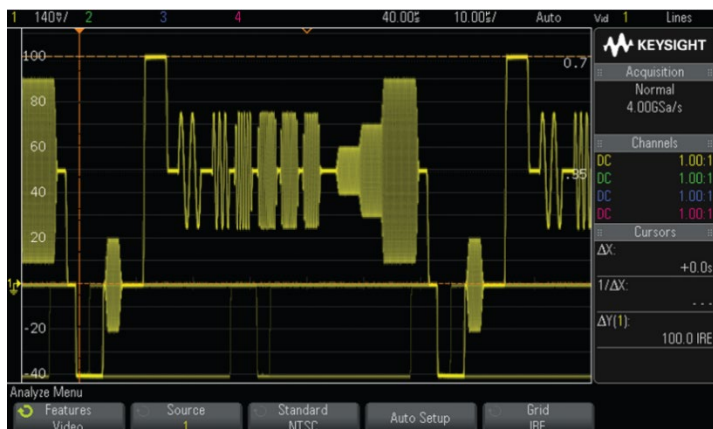 1 140▽/ 2 3 4 40.00s 10.00s/ Auto Vid 1 Lines
KEYSIGHT
Acquisition
Normal
4.00GSa/s
Channels
DC 1.00:1
DC 1.00:1
DC 1.00:1
DC 1.00:1
Cursors
ΔX:
+0.0s
1/ΔX:
---
ΔY(1):
100.0 IRE
100
0.7
80
60
.35
40
20
1
-20
-40
Analyze Menu
Features
Video
Source
1
Standard
NTSC
Auto Setup
Grid
IRE